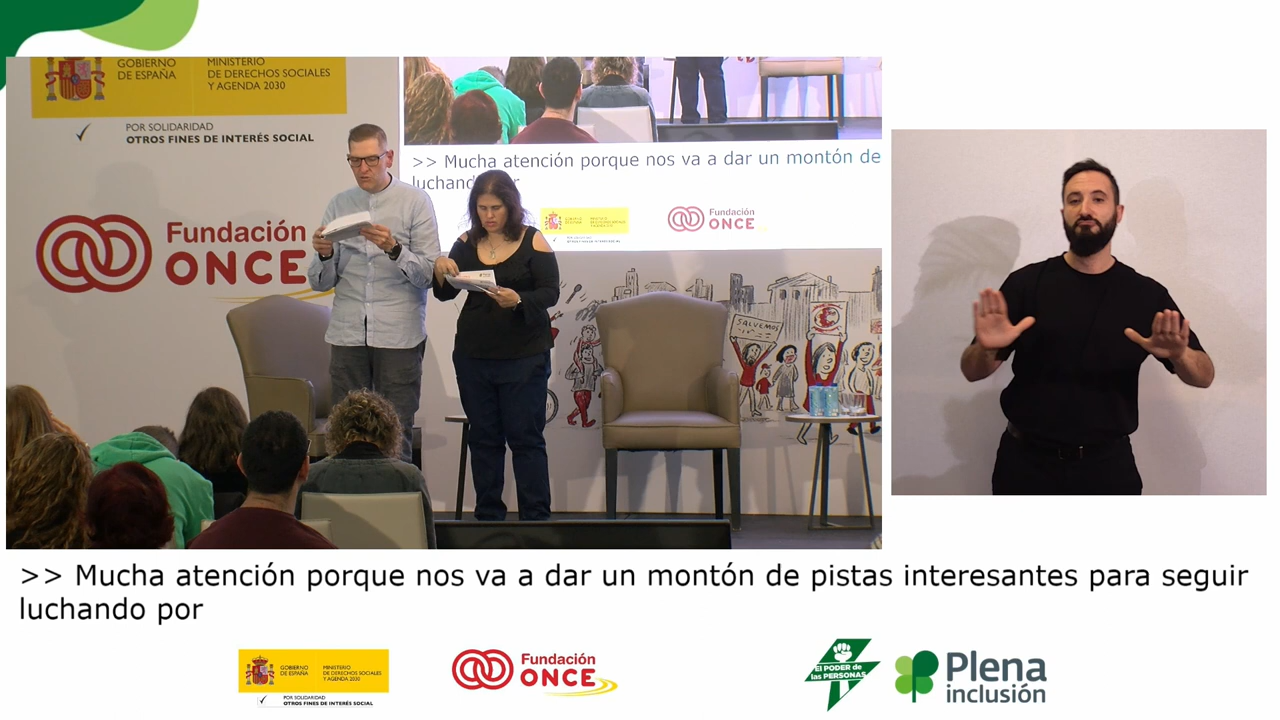 GOBIERNO
DE ESPAÑA
MINISTERIO
DE DERECHOS SOCIALES
Y AGENDA 2030
POR SOLIDARIDAD
OTROS FINES DE INTERÉS SOCIAL
Fundación
ONCE
>> Mucha atención porque nos va a dar un montón de
Fundación
ONCE
SALVEMOS
>> Mucha atención porque nos va a dar un montón de pistas interesantes para seguir
luchando por
GOBIERNO
DE ESPAÑA
MINISTERIO
DE DERECHOS SOCIALES
Y AGENDA 2030
POR SOLIDARIDAD
OTROS FINES DE INTERÉS SOCIAL
Fundación
ONCE
EL PODER DE
las PERSONAS
Plena
inclusión